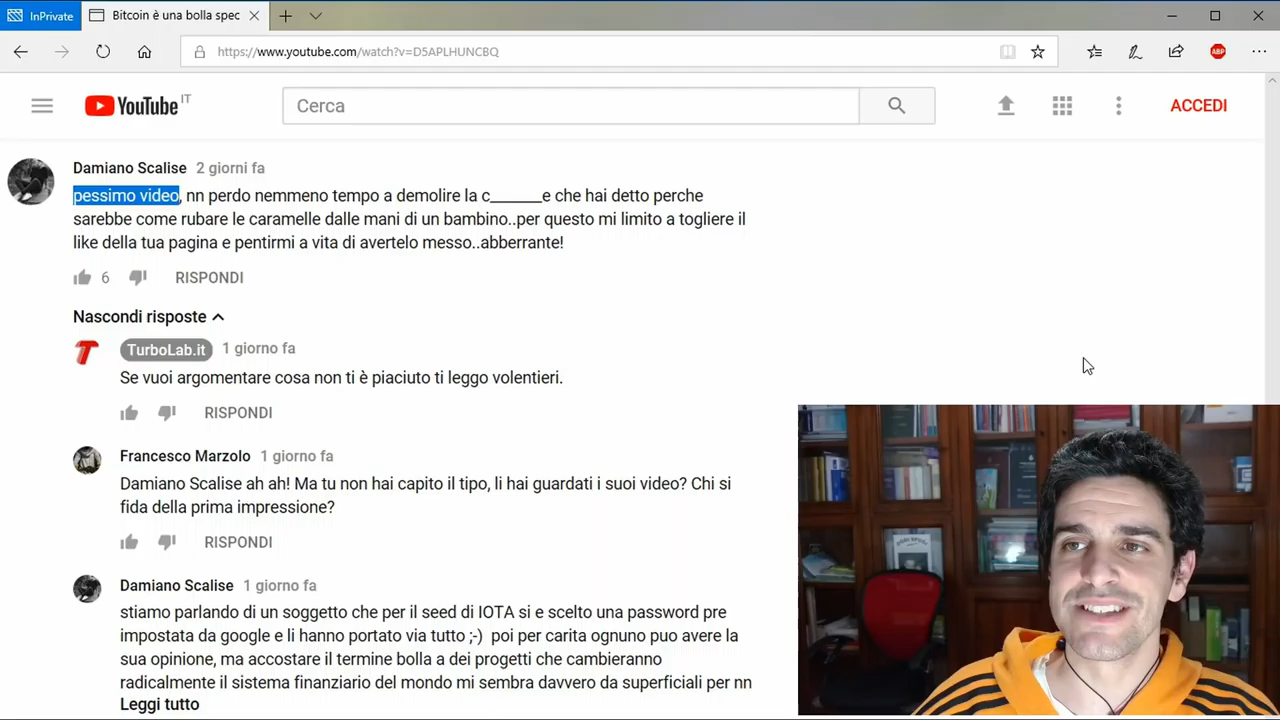 InPrivate
Bitcoin è una bolla spec
https://www.youtube.com/watch?v=D5APLHUNCBQ
ABP
YouTube IT
Cerca
ACCEDI
Damiano Scalise 2 giorni fa
pessimo video, nn perdo nemmeno tempo a demolire la c_______e che hai detto perche
sarebbe come rubare le caramelle dalle mani di un bambino..per questo mi limito a togliere il
like della tua pagina e pentirmi a vita di avertelo messo..abberrante!
6 RISPONDI
Nascondi risposte
T
TurboLab.it 1 giorno fa
Se vuoi argomentare cosa non ti è piaciuto ti leggo volentieri.
RISPONDI
Francesco Marzolo 1 giorno fa
Damiano Scalise ah ah! Ma tu non hai capito il tipo, li hai guardati i suoi video? Chi si
fida della prima impressione?
RISPONDI
Damiano Scalise 1 giorno fa
stiamo parlando di un soggetto che per il seed di IOTA si e scelto una password pre
impostata da google e li hanno portato via tutto ;-) poi per carita ognuno puo avere la
sua opinione, ma accostare il termine bolla a dei progetti che cambieranno
radicalmente il sistema finanziario del mondo mi sembra davvero da superficiali per nn
Leggi tutto